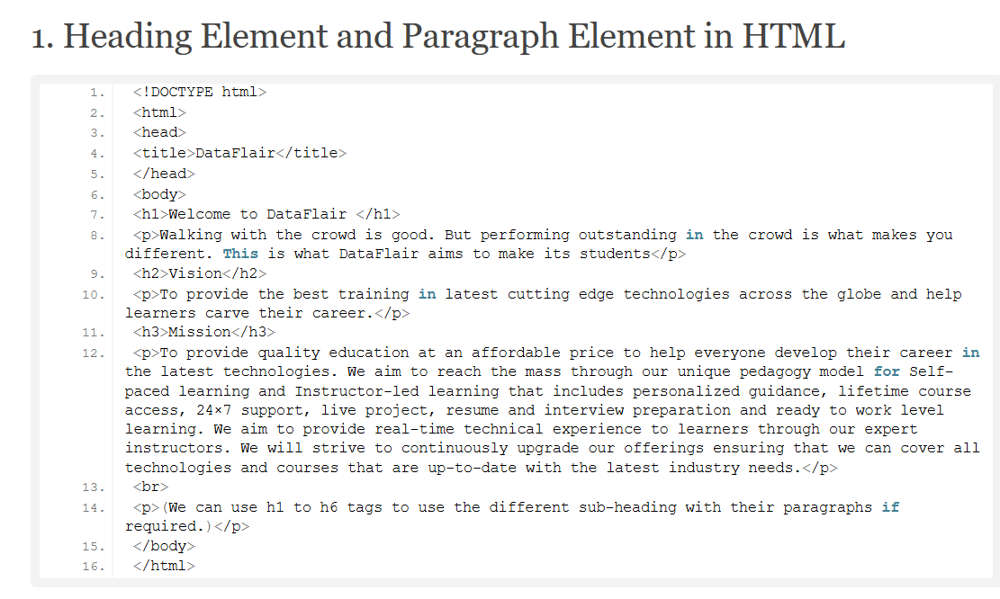 1. Heading Element and Paragraph Element in HTML
1. <!DOCTYPE html>
2. <html>
3. <head>
4. <title>DataFlair</title>
5. </head>
6. <body>
7. <h1>Welcome to DataFlair </h1>
8. <p>Walking with the crowd is good. But performing outstanding in the crowd is what makes you
different. This is what DataFlair aims to make its students</p>
9. <h2>Vision</h2>
10. <p>To provide the best training in latest cutting edge technologies across the globe and help
learners carve their career.</p>
11. <h3>Mission</h3>
12. <p>To provide quality education at an affordable price to help everyone develop their career in
the latest technologies. We aim to reach the mass through our unique pedagogy model for Self-
paced learning and Instructor-led learning that includes personalized guidance, lifetime course
access, 24×7 support, live project, resume and interview preparation and ready to work level
learning. We aim to provide real-time technical experience to learners through our expert
instructors. We will strive to continuously upgrade our offerings ensuring that we can cover all
technologies and courses that are up-to-date with the latest industry needs.</p>
13. <br>
14. <p>(We can use h1 to h6 tags to use the different sub-heading with their paragraphs if
required.)</p>
15. </body>
16. </html>